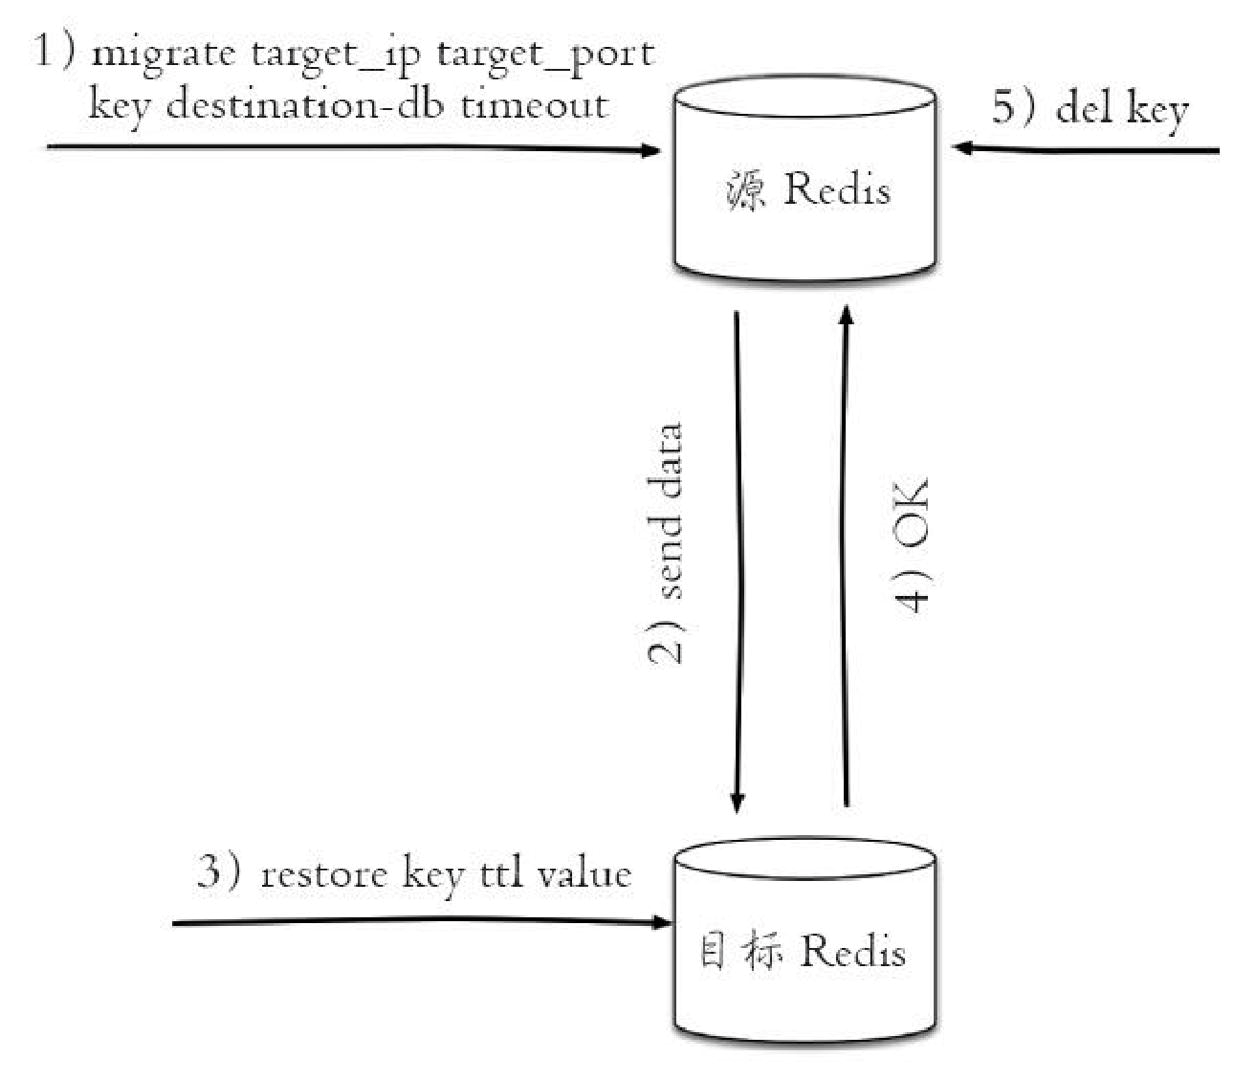 1) migrate target_ip target_port
key destination-db timeout
5) del key
源 Redis
2) send data
4) OK
3) restore key ttl value
目标 Redis